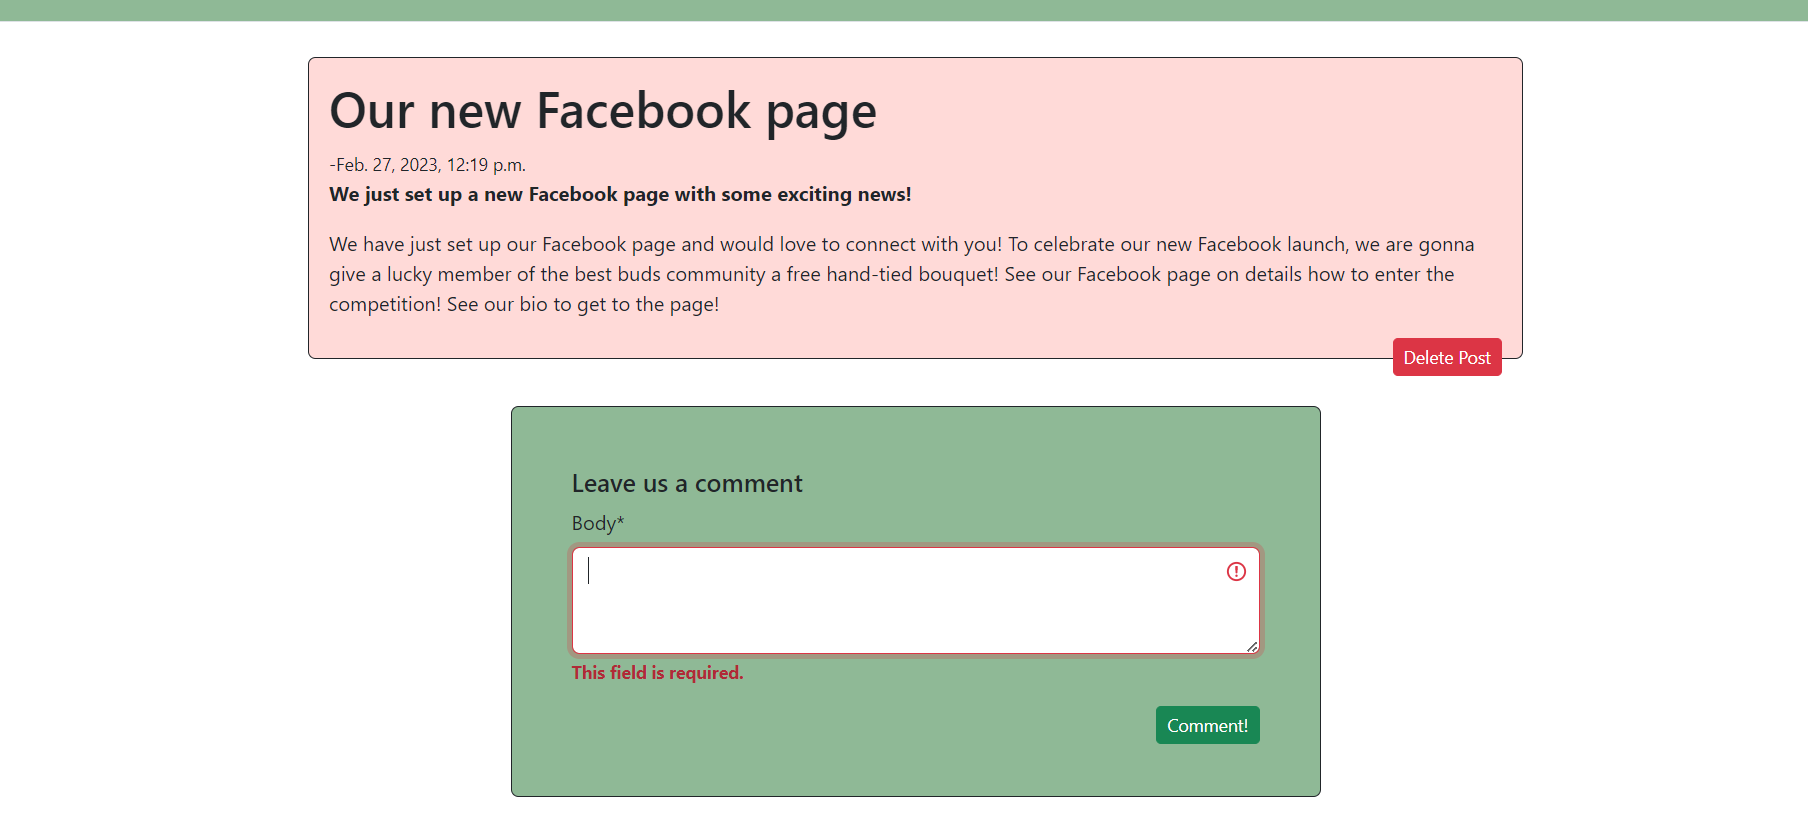 Our new Facebook page
-Feb. 27, 2023, 12:19 p.m.
We just set up a new Facebook page with some exciting news!
We have just set up our Facebook page and would love to connect with you! To celebrate our new Facebook launch, we are gonna
give a lucky member of the best buds community a free hand-tied bouquet! See our Facebook page on details how to enter the
competition! See our bio to get to the page!
Delete Post
Leave us a comment
Body*
This field is required.
Comment!